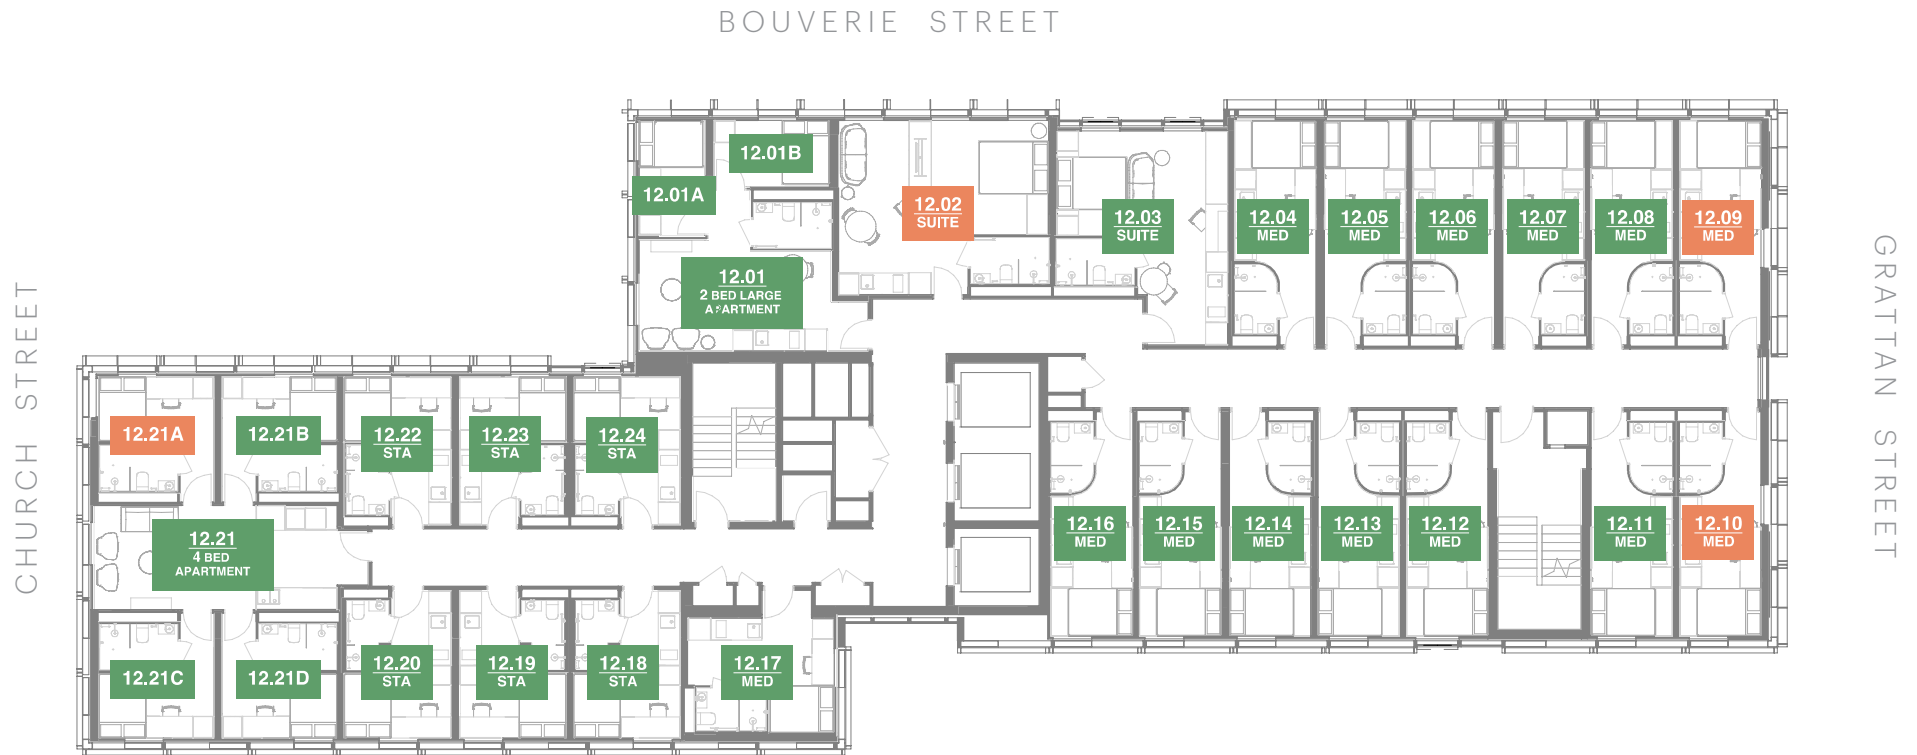 BOUVERIE STREET
CHURCH STREET
GRATTAN STREET
12.01A
12.01B
12.01
2 BED LARGE
APARTMENT
12.02
SUITE
12.03
SUITE
12.04
MED
12.05
MED
12.06
MED
12.07
MED
12.08
MED
12.09
MED
12.21A
12.21B
12.22
STA
12.23
STA
12.24
STA
12.21
4 BED
APARTMENT
12.16
MED
12.15
MED
12.14
MED
12.13
MED
12.12
MED
12.11
MED
12.10
MED
12.21C
12.21D
12.20
STA
12.19
STA
12.18
STA
12.17
MED